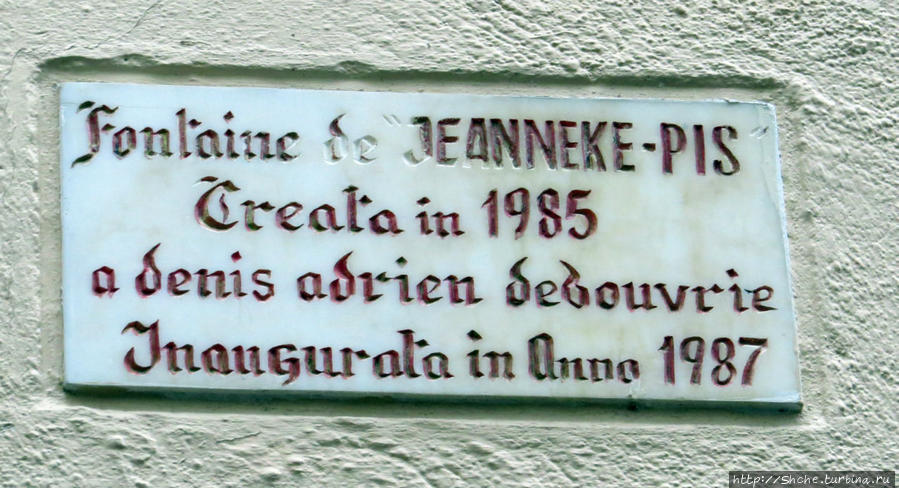 Fontaine de "JEANNEKE-PIS"
Creata in 1985
a denis adrien debouvrie
Inaugurata in Anno 1987
http://Shche.turbina.ru